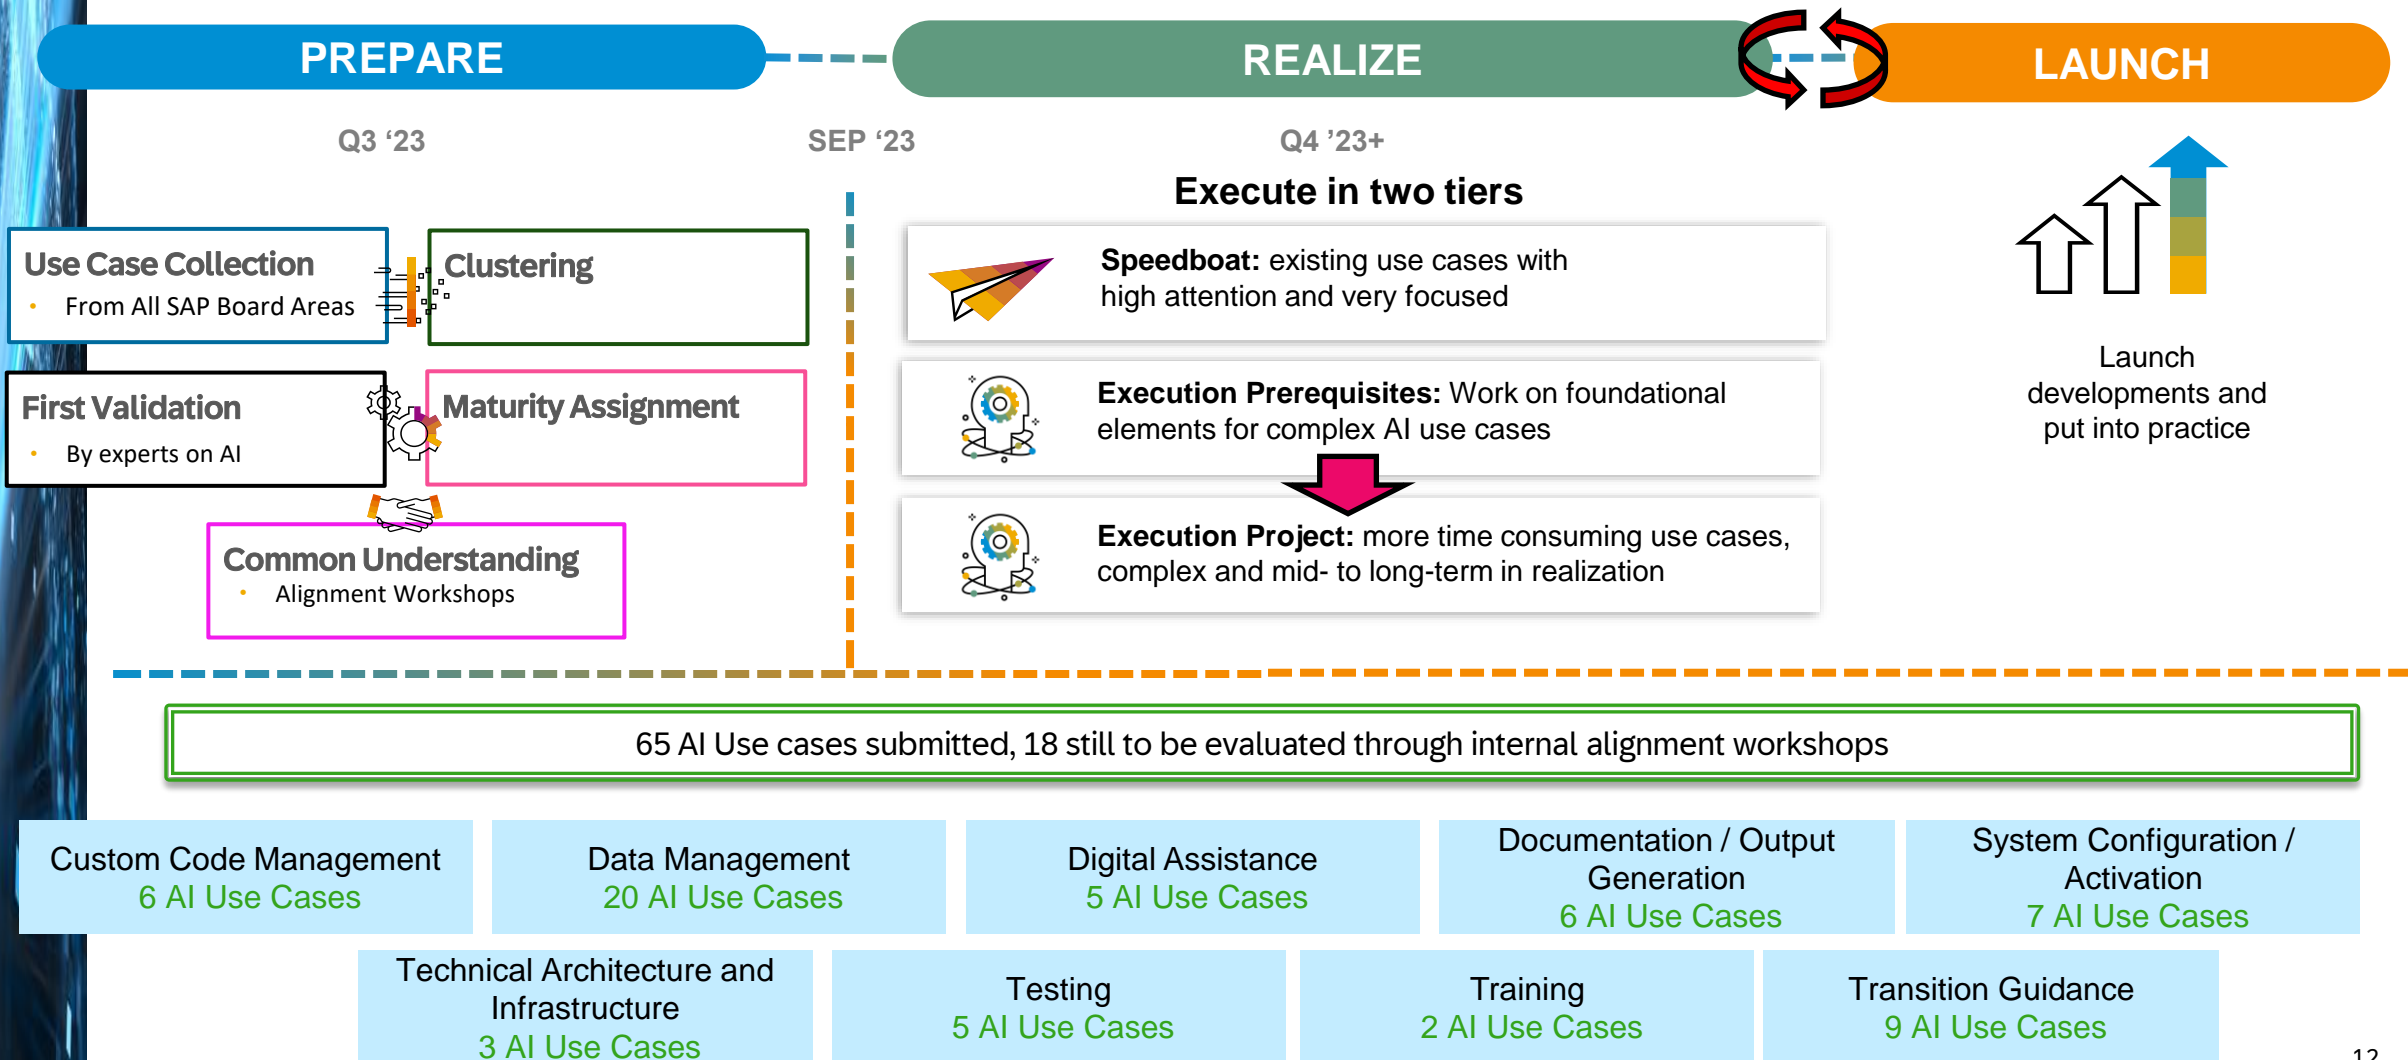 PREPARE
REALIZE
LAUNCH
Q3 ‘23
SEP ‘23
Q4 ’23+
Execute in two tiers
Use Case Collection
• From All SAP Board Areas
Clustering
First Validation
• By experts on AI
Maturity Assignment
Common Understanding
• Alignment Workshops
Speedboat: existing use cases with
high attention and very focused
Execution Prerequisites: Work on foundational
elements for complex AI use cases
Execution Project: more time consuming use cases,
complex and mid- to long-term in realization
Launch
developments and
put into practice
65 AI Use cases submitted, 18 still to be evaluated through internal alignment workshops
Custom Code Management
6 AI Use Cases
Data Management
20 AI Use Cases
Digital Assistance
5 AI Use Cases
Documentation / Output
Generation
6 AI Use Cases
System Configuration /
Activation
7 AI Use Cases
Technical Architecture and
Infrastructure
3 AI Use Cases
Testing
5 AI Use Cases
Training
2 AI Use Cases
Transition Guidance
9 AI Use Cases
12